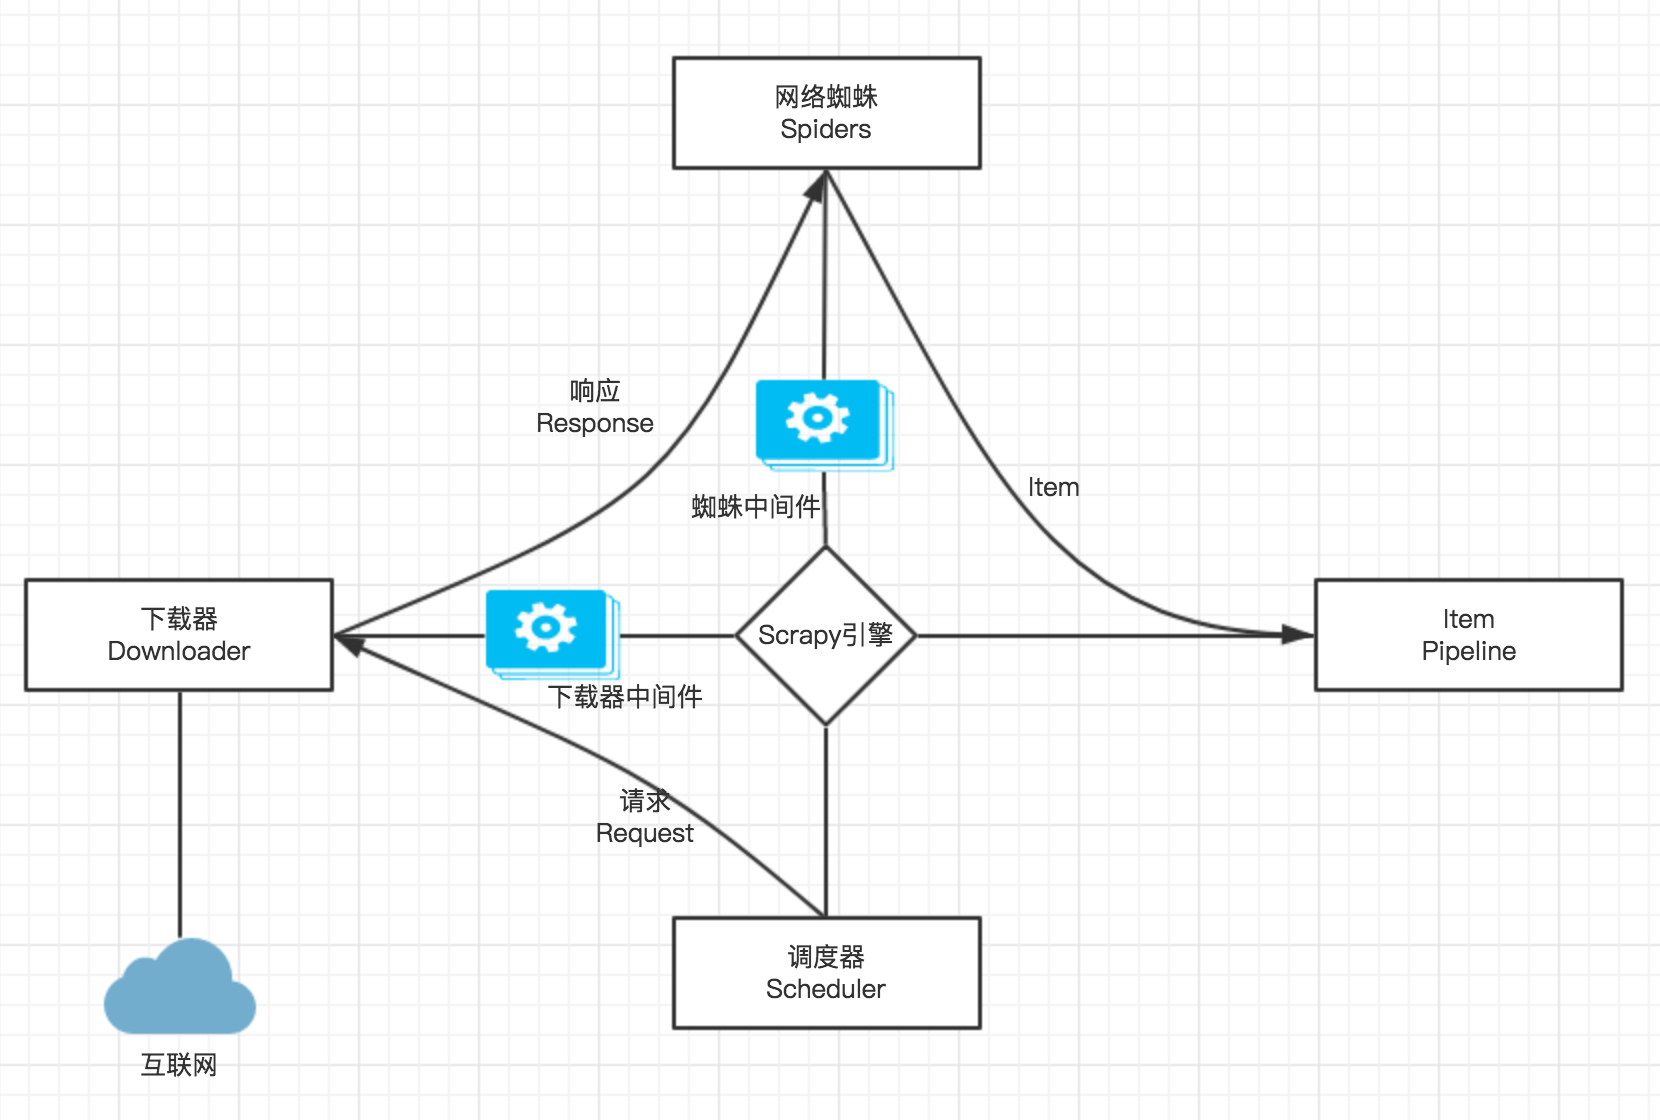 网络蜘蛛
Spiders
响应
Response
蜘蛛中间件
Item
下载器
Downloader
Scrapy引擎
Item
Pipeline
下载器中间件
请求
Request
调度器
Scheduler
互联网